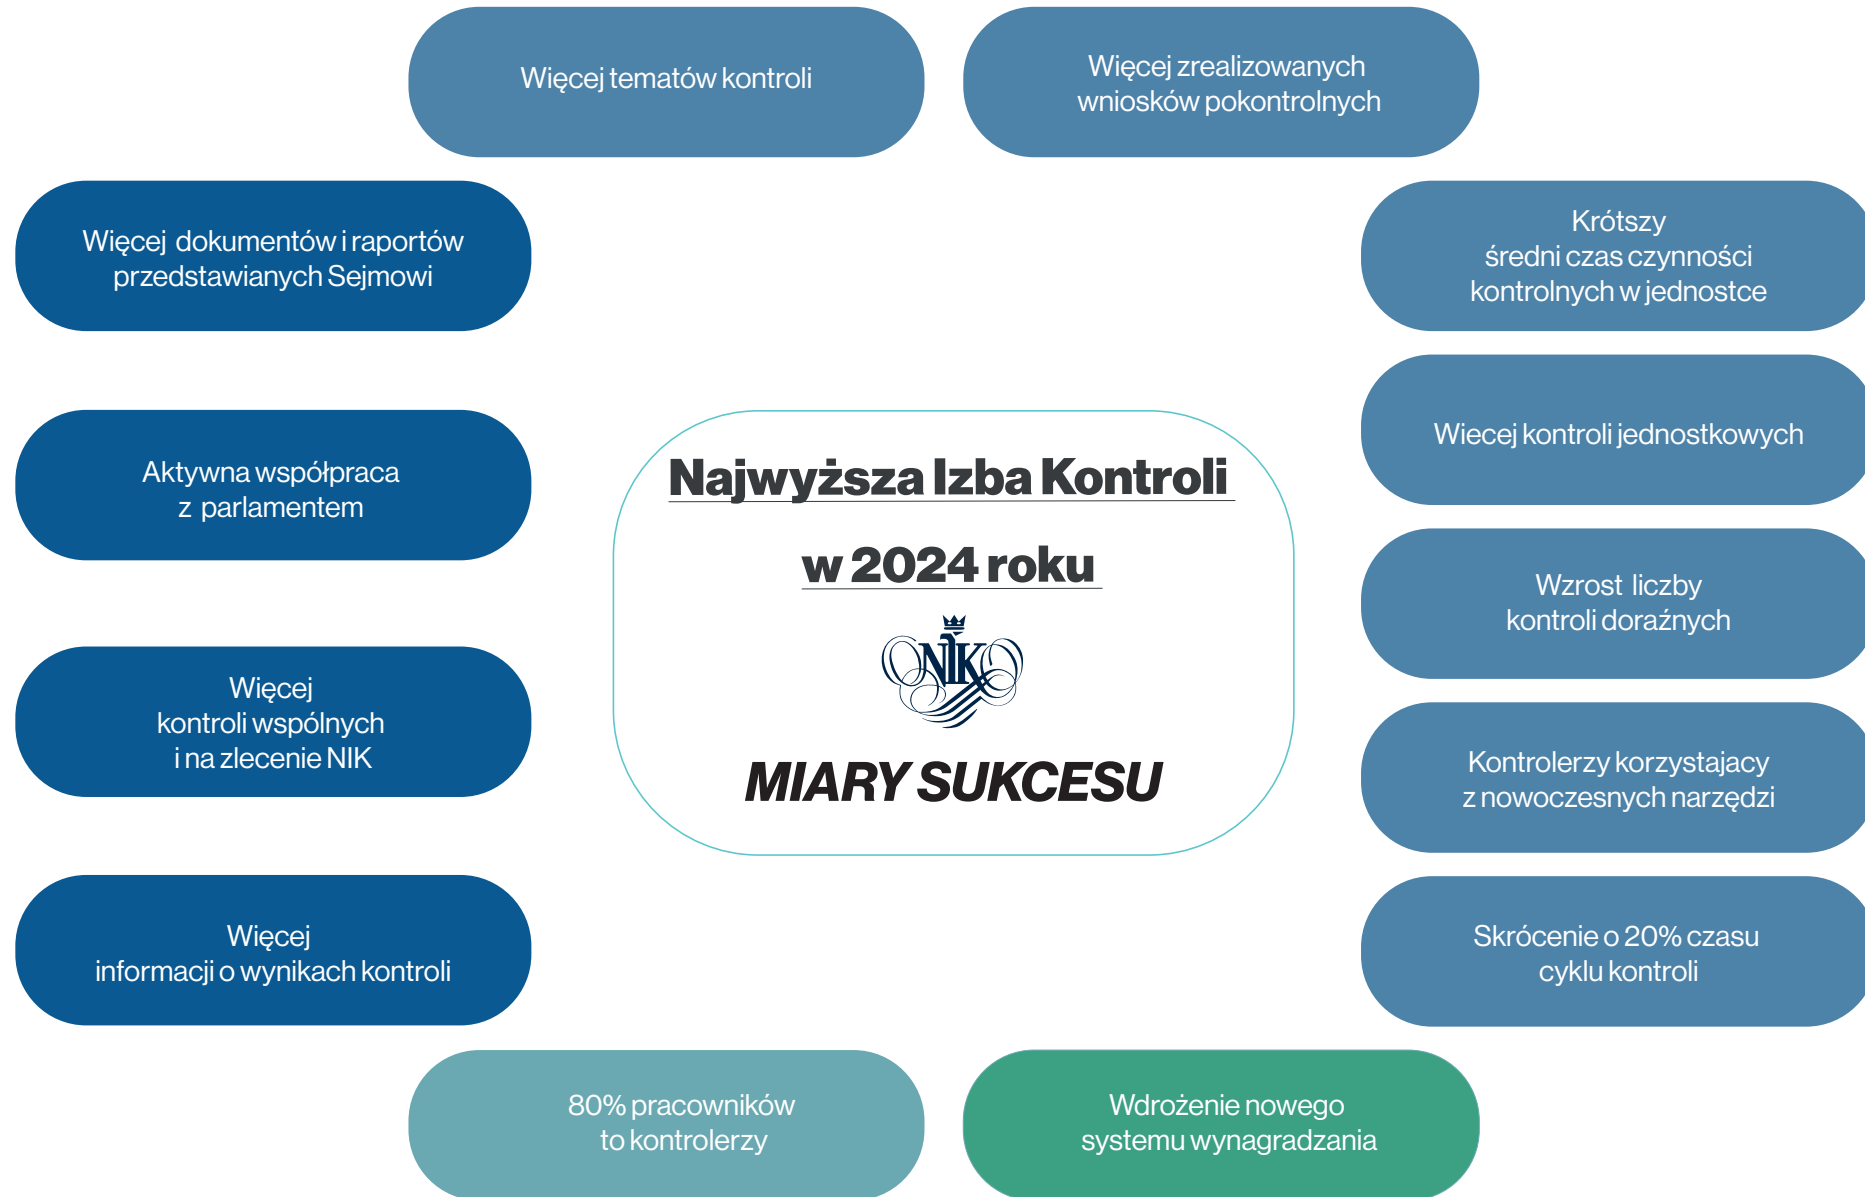 Więcej tematów kontroli
Więcej zrealizowanych
wniosków pokontrolnych
Więcej dokumentów i raportów
przedstawianych Sejmowi
Krótszy
średni czas czynności
kontrolnych w jednostce
Aktywna współpraca
z parlamentem
Wiecej kontroli jednostkowych
Najwyższa Izba Kontroli
w 2024 roku
NIK
MIARY SUKCESU
Wzrost liczby
kontroli doraźnych
Więcej
kontroli wspólnych
i na zlecenie NIK
Kontrolerzy korzystajacy
z nowoczesnych narzędzi
Więcej
informacji o wynikach kontroli
Skrócenie o 20% czasu
cyklu kontroli
80% pracowników
to kontrolerzy
Wdrożenie nowego
systemu wynagradzania